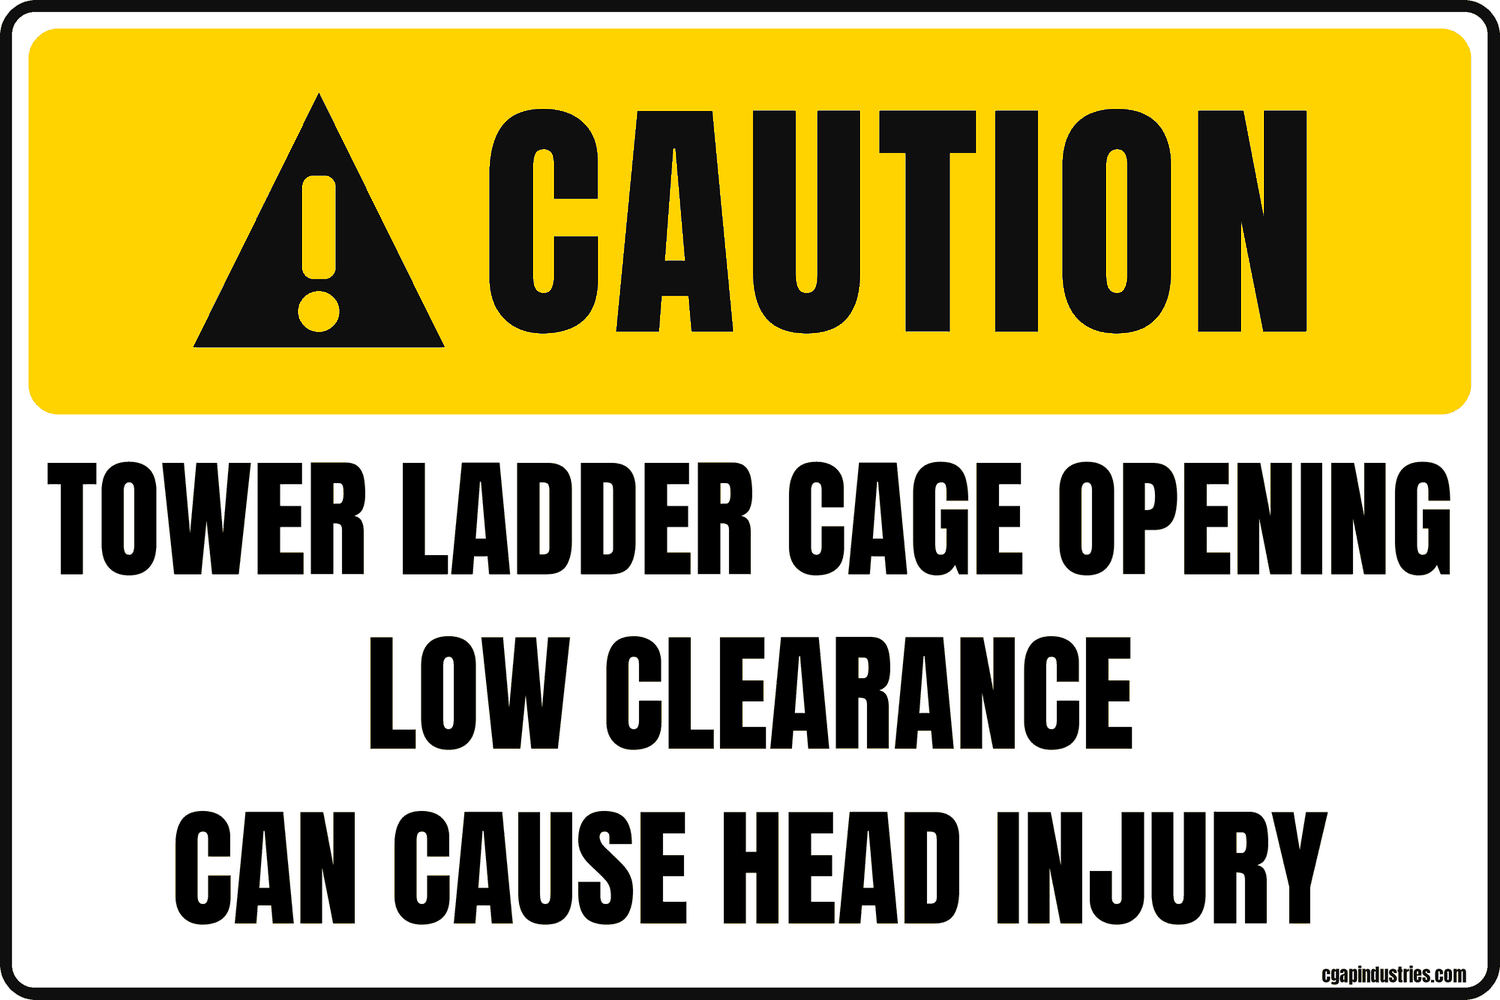 CAUTION
TOWER LADDER CAGE OPENING
LOW CLEARANCE
CAN CAUSE HEAD INJURY
cgapindustries.com